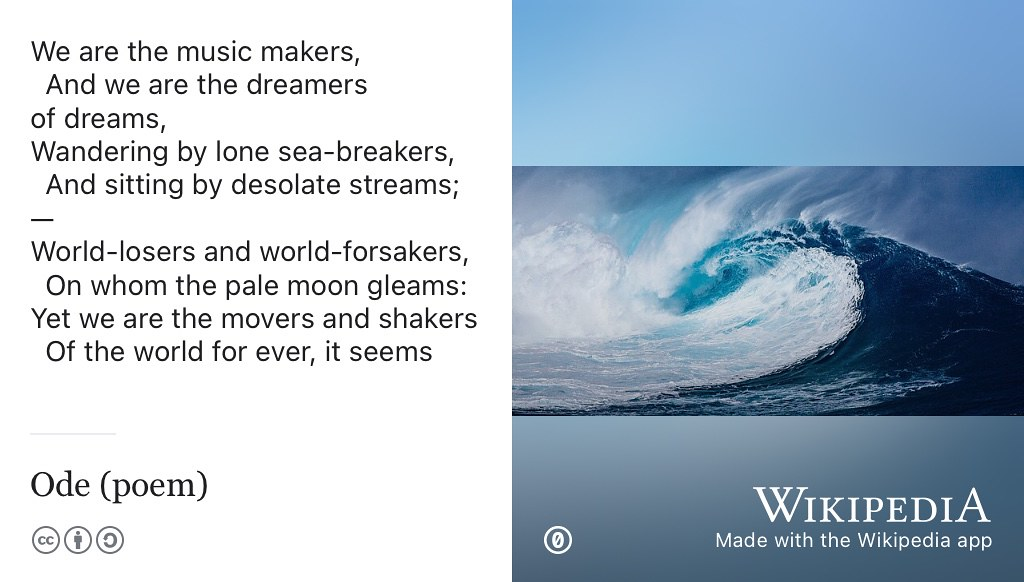 We are the music makers,
And we are the dreamers
of dreams,
Wandering by lone sea-breakers,
And sitting by desolate streams;
—
World-losers and world-forsakers,
On whom the pale moon gleams:
Yet we are the movers and shakers
Of the world for ever, it seems
Ode (poem)
cc
0
WIKIPEDIA
Made with the Wikipedia app